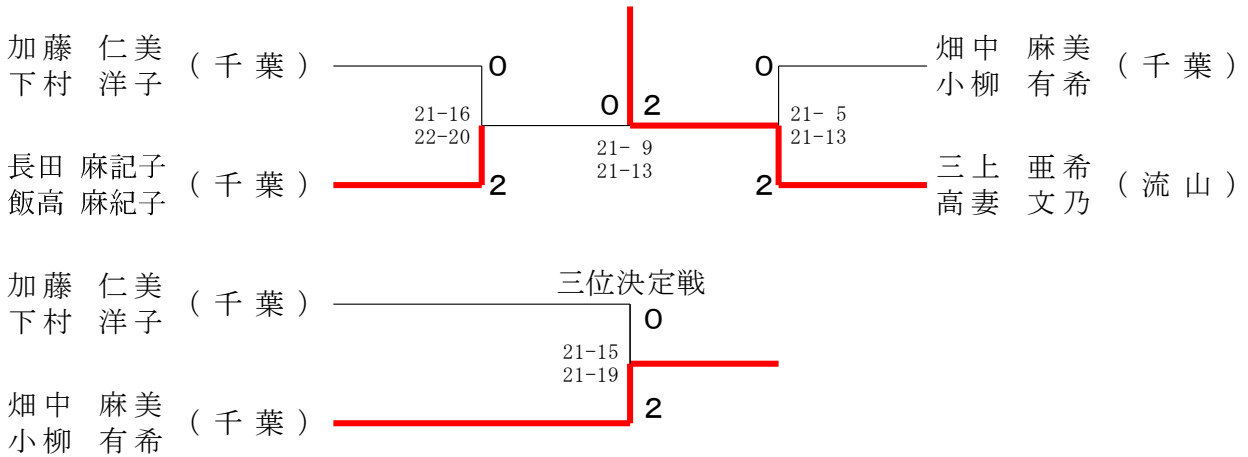 加藤 仁美
下村 洋子
(千葉)
0
21-16
22-20
長田 麻記子
飯高 麻紀子
(千葉)
2
0 2
21- 9
21-13
畑中 麻美
小柳 有希
(千葉)
0
21- 5
21-13
三上 亜希
高妻 文乃
(流山)
2
三位決定戦
加藤 仁美
下村 洋子
(千葉)
0
21-15
21-19
畑中 麻美
小柳 有希
(千葉)
2